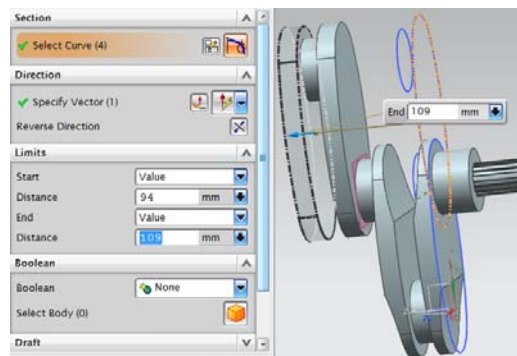 Section
Select Curve (4)
Direction
Specify Vector (1)
Reverse Direction
Limits
Start Value
Distance 94 mm
End Value
Distance 109 mm
Boolean
Boolean None
Select Body (0)
Draft
End 109 mm